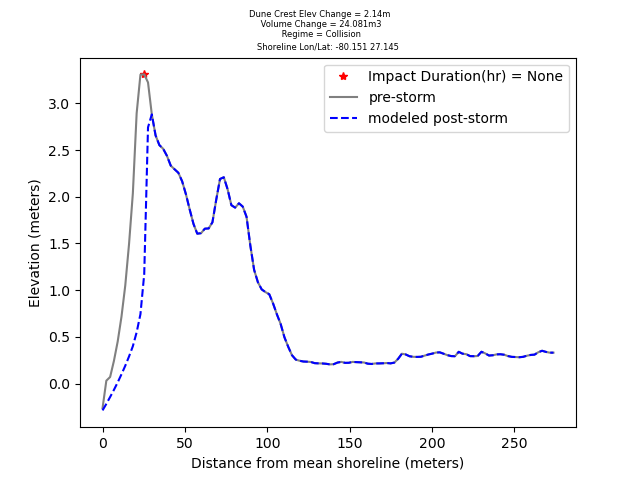 Dune Crest Elev Change = 2.14m
Volume Change = 24.081m3
Regime = Collision
Shoreline Lon/Lat: -80.151 27.145
Impact Duration(hr) = None
pre-storm
modeled post-storm
3.0
2.5
2.0
1.5
1.0
0.5
0.0
Elevation (meters)
0 50 100 150 200 250
Distance from mean shoreline (meters)